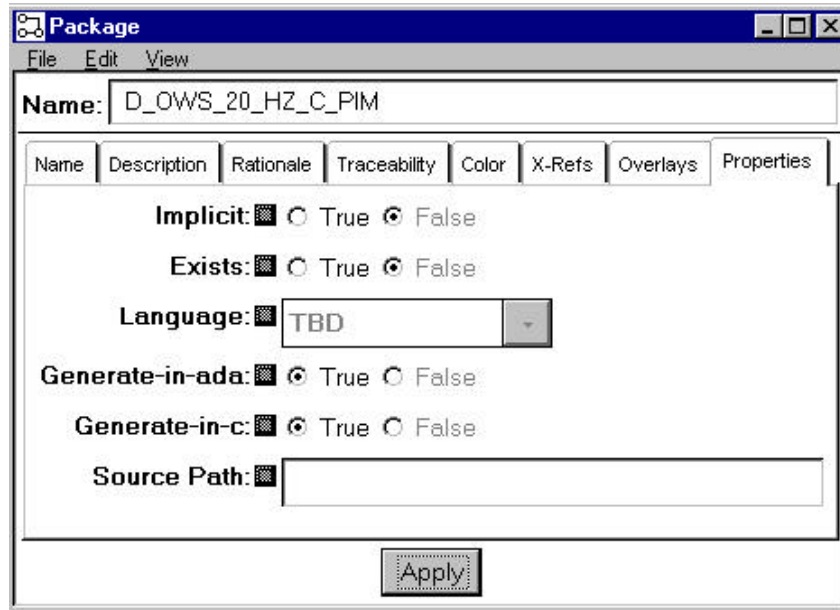 Package
File Edit View
Name: D_OWS_20_HZ_C_PIM
Name Description Rationale Traceability Color X-Refs Overlays Properties
Implicit: True False
Exists: True False
Language: TBD
Generate-in-ada: True False
Generate-in-c: True False
Source Path:
Apply